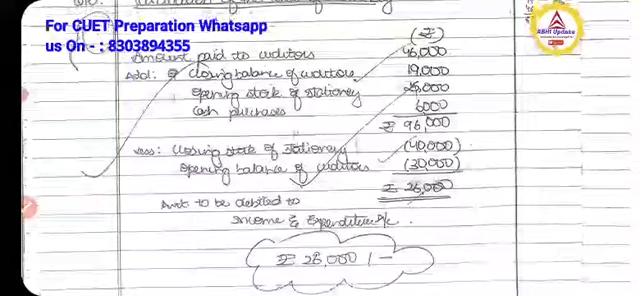 For CUET Preparation Whatsapp
us On - : 8303894355
ABHI Update
(₹)
Amount paid to creditors 46,000
Add: Closing balance of creditors 19,000
Opening stock of stationery 25,000
Cash purchases 6000
₹ 96,000
Less: Closing stock of stationery (40,000)
Opening balance of creditors (30,000)
₹ 26,000
Amt to be debited to
Income & Expenditure A/c.
₹ 26,000 /-